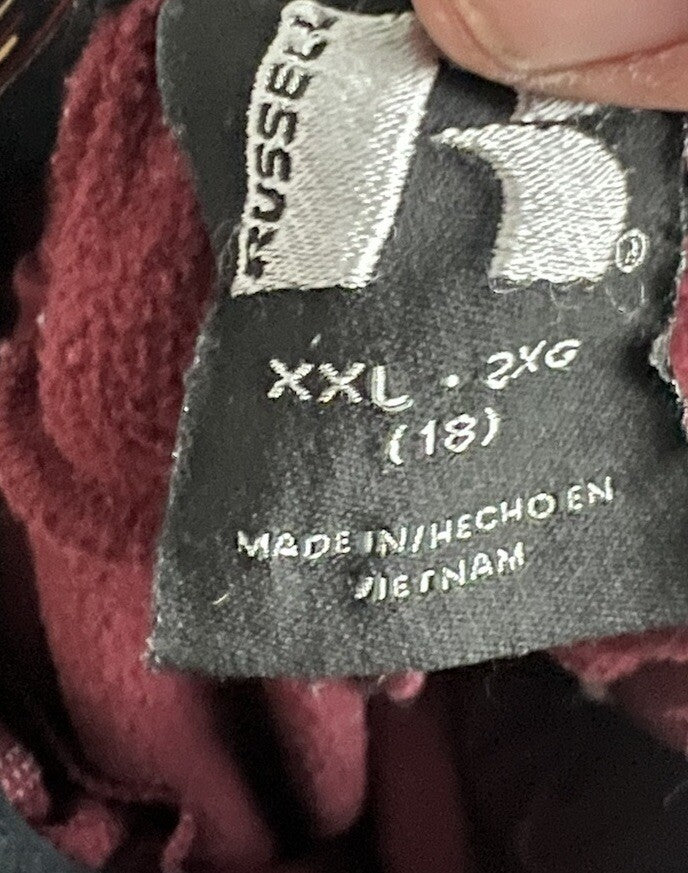 RUSSELL
®
XXL • 2XG
(18)
MADE IN/HECHO EN
VIETNAM